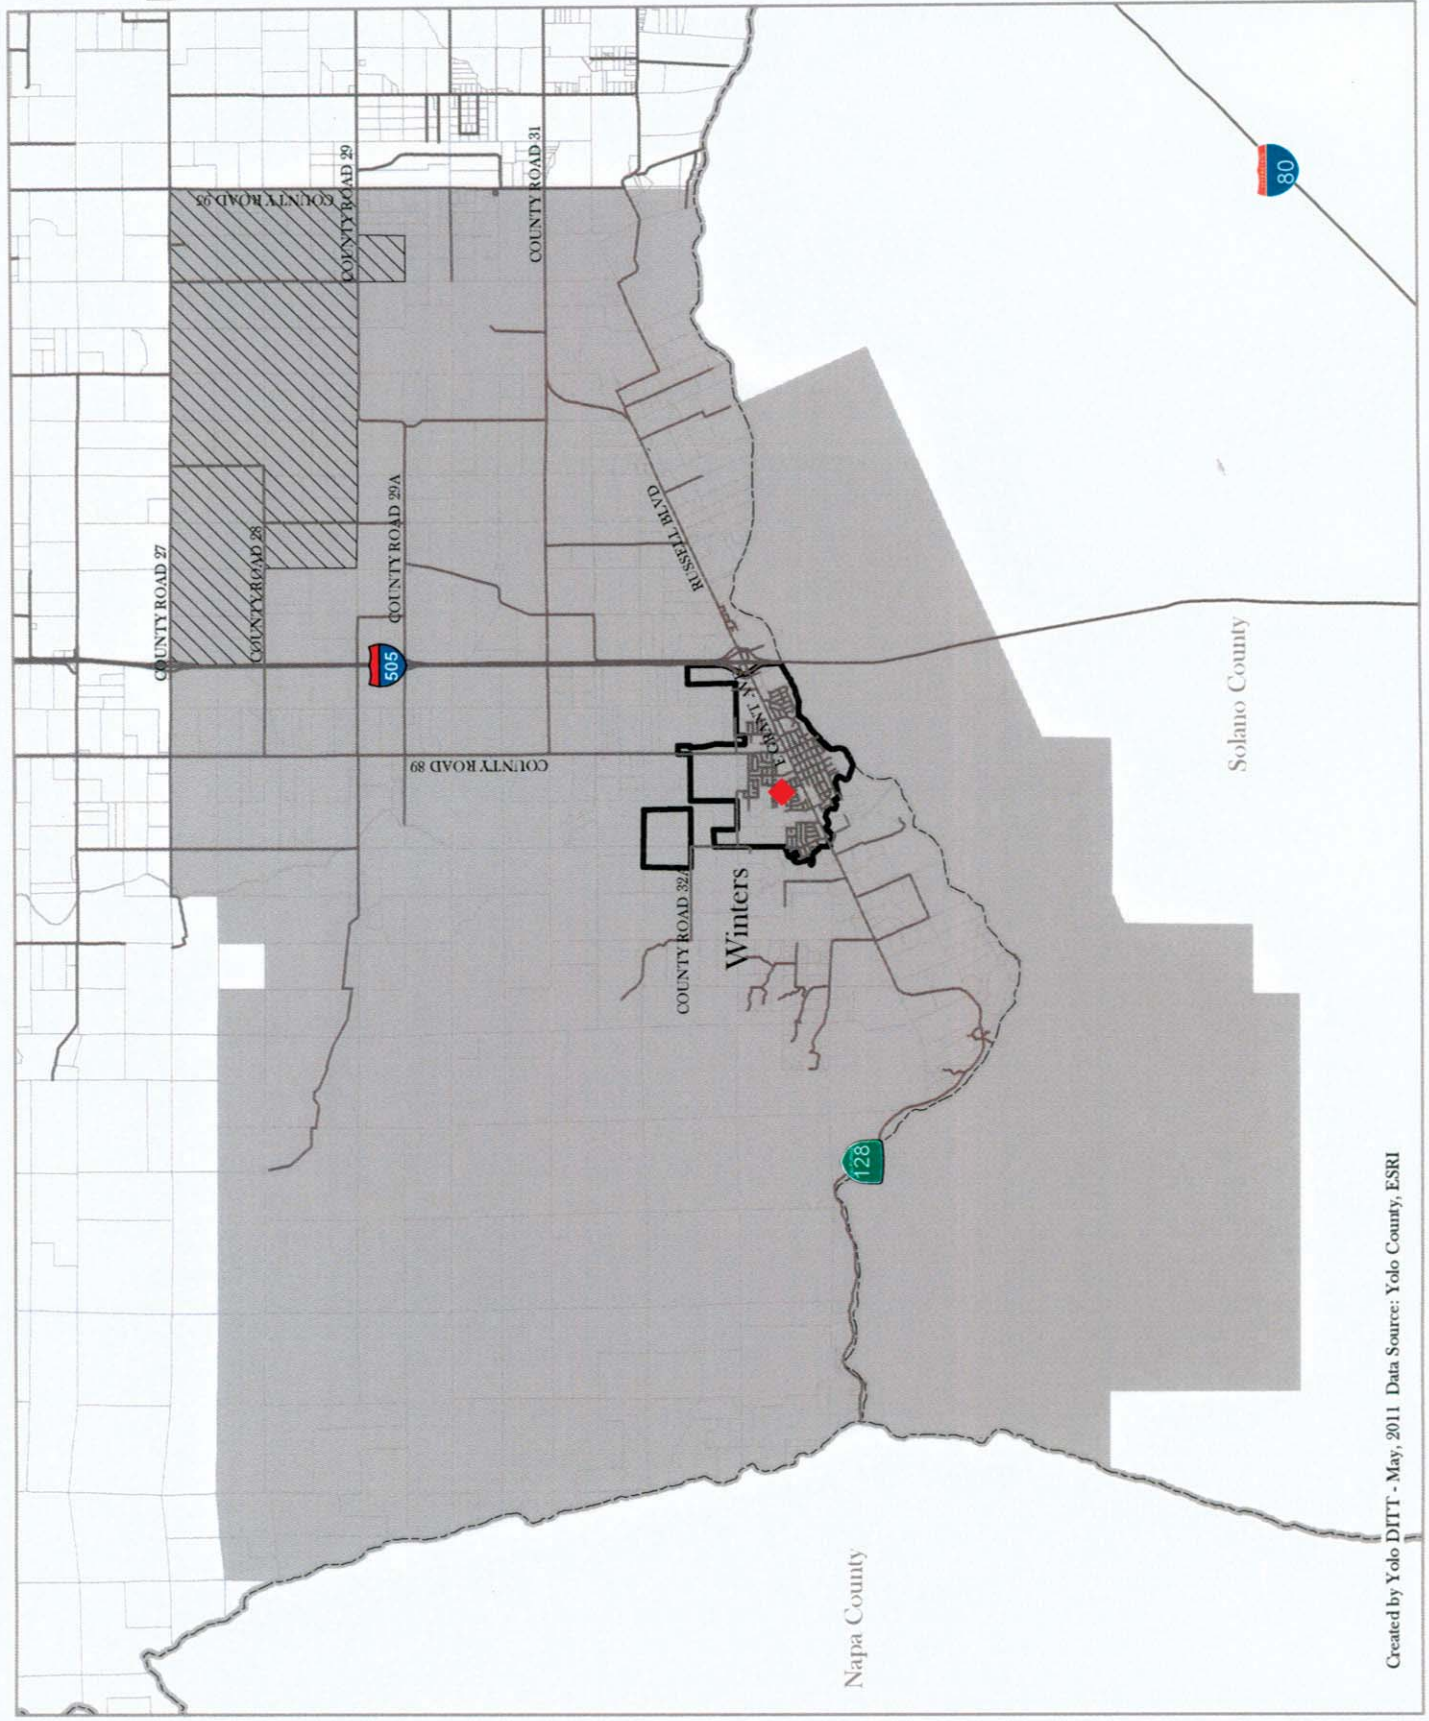 COUNTY ROAD 27
COUNTY ROAD 95
COUNTY ROAD 28
COUNTY ROAD 29
COUNTY ROAD 29A
505
COUNTY ROAD 89
COUNTY ROAD 31
RUSSELL BLVD
E GRANT
COUNTY ROAD 32A
Winters
128
80
Solano County
Napa County
Created by Yolo DITT - May, 2011 Data Source: Yolo County, ESRI